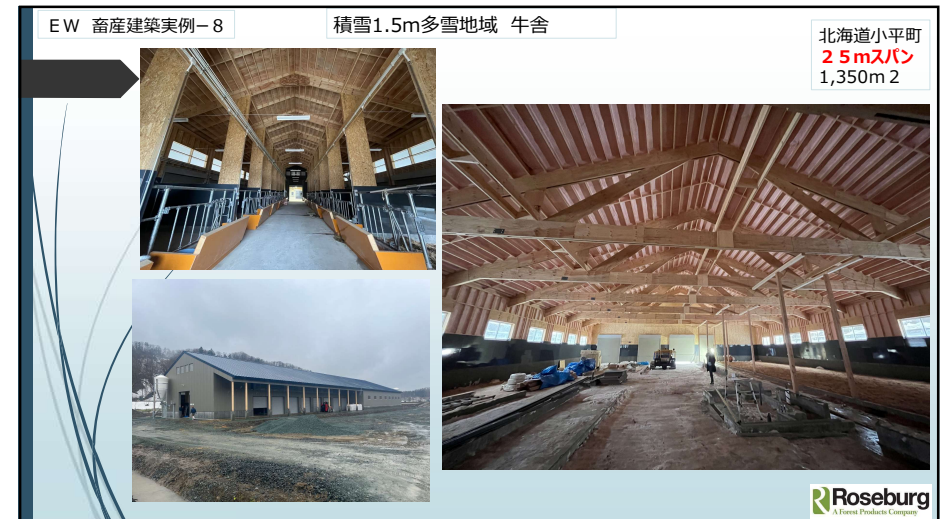 ＥＷ 畜産建築実例－８
積雪1.5m多雪地域 牛舎
北海道小平町
２５ｍスパン
1,350ｍ２
Roseburg
A Forest Products Company